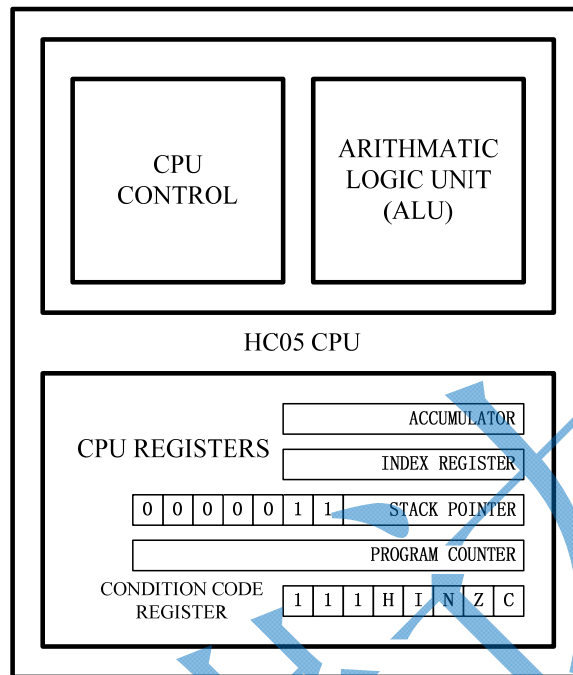 CPU
CONTROL
ARITHMATIC
LOGIC UNIT
(ALU)
HC05 CPU
CPU REGISTERS
ACCUMULATOR
INDEX REGISTER
0 0 0 0 0 1 1 STACK POINTER
PROGRAM COUNTER
CONDITION CODE
REGISTER
1 1 1 H I N Z C